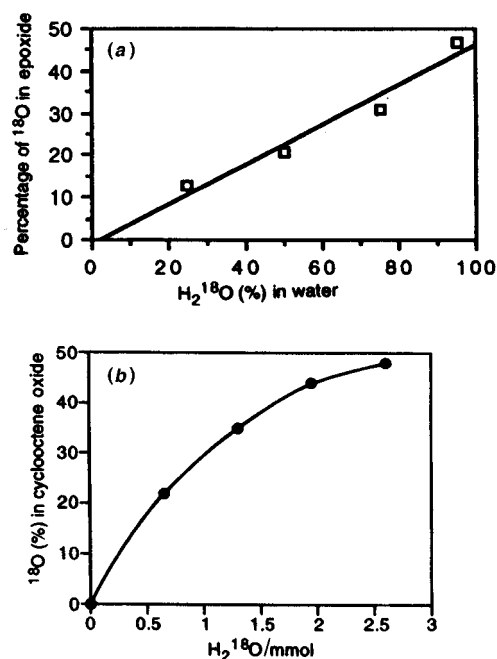 50
(a)
40
30
20
10
0
Percentage of ¹⁸O in epoxide
0 20 40 60 80 100
H₂¹⁸O (%) in water
50
(b)
40
30
20
10
0
¹⁸O (%) in cyclooctene oxide
0 0.5 1 1.5 2 2.5 3
H₂¹⁸O/mmol